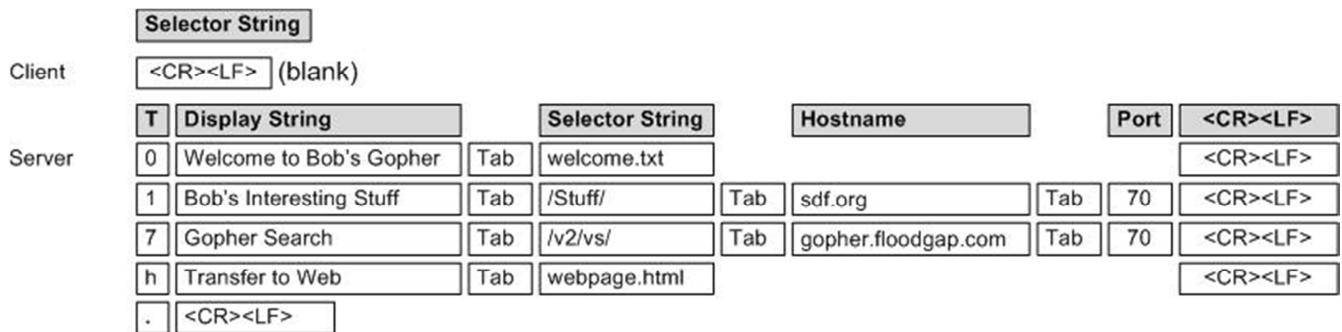 Selector String
Client <CR><LF> (blank)
T Display String Selector String Hostname Port <CR><LF>
Server 0 Welcome to Bob's Gopher Tab welcome.txt <CR><LF>
1 Bob's Interesting Stuff Tab /Stuff/ Tab sdf.org Tab 70 <CR><LF>
7 Gopher Search Tab /v2/vs/ Tab gopher.floodgap.com Tab 70 <CR><LF>
h Transfer to Web Tab webpage.html <CR><LF>
. <CR><LF>